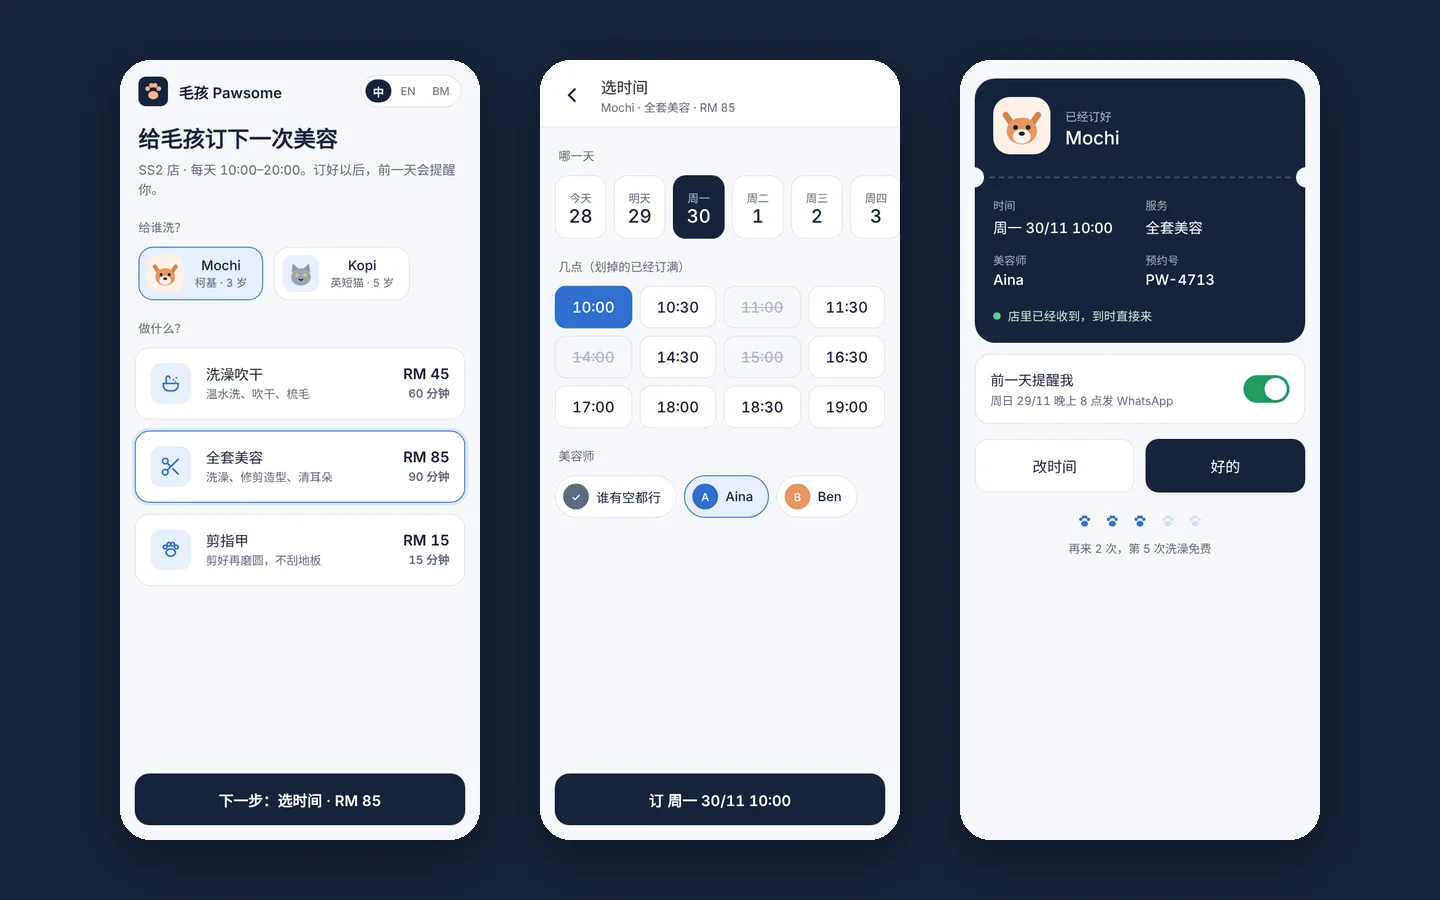 毛孩 Pawsome
中 EN BM
给毛孩订下一次美容
SS2 店 · 每天 10:00–20:00。订好以后，前一天会提醒
你。
给谁洗？
Mochi
柯基 · 3 岁
Kopi
英短猫 · 5 岁
做什么？
洗澡吹干
温水洗、吹干、梳毛
RM 45
60 分钟
全套美容
洗澡、修剪造型、清耳朵
RM 85
90 分钟
剪指甲
剪好再磨圆，不刮地板
RM 15
15 分钟
下一步：选时间 · RM 85
选时间
Mochi · 全套美容 · RM 85
哪一天
今天 明天 周一 周二 周三 周四
28 29 30 1 2 3
几点（划掉的已经订满）
10:00 10:30 11:00 11:30
14:00 14:30 15:00 16:30
17:00 18:00 18:30 19:00
美容师
谁有空都行
A Aina
B Ben
订 周一 30/11 10:00
已经订好
Mochi
时间
周一 30/11 10:00
服务
全套美容
美容师
Aina
预约号
PW-4713
店里已经收到，到时直接来
前一天提醒我
周日 29/11 晚上 8 点发 WhatsApp
改时间
好的
再来 2 次，第 5 次洗澡免费